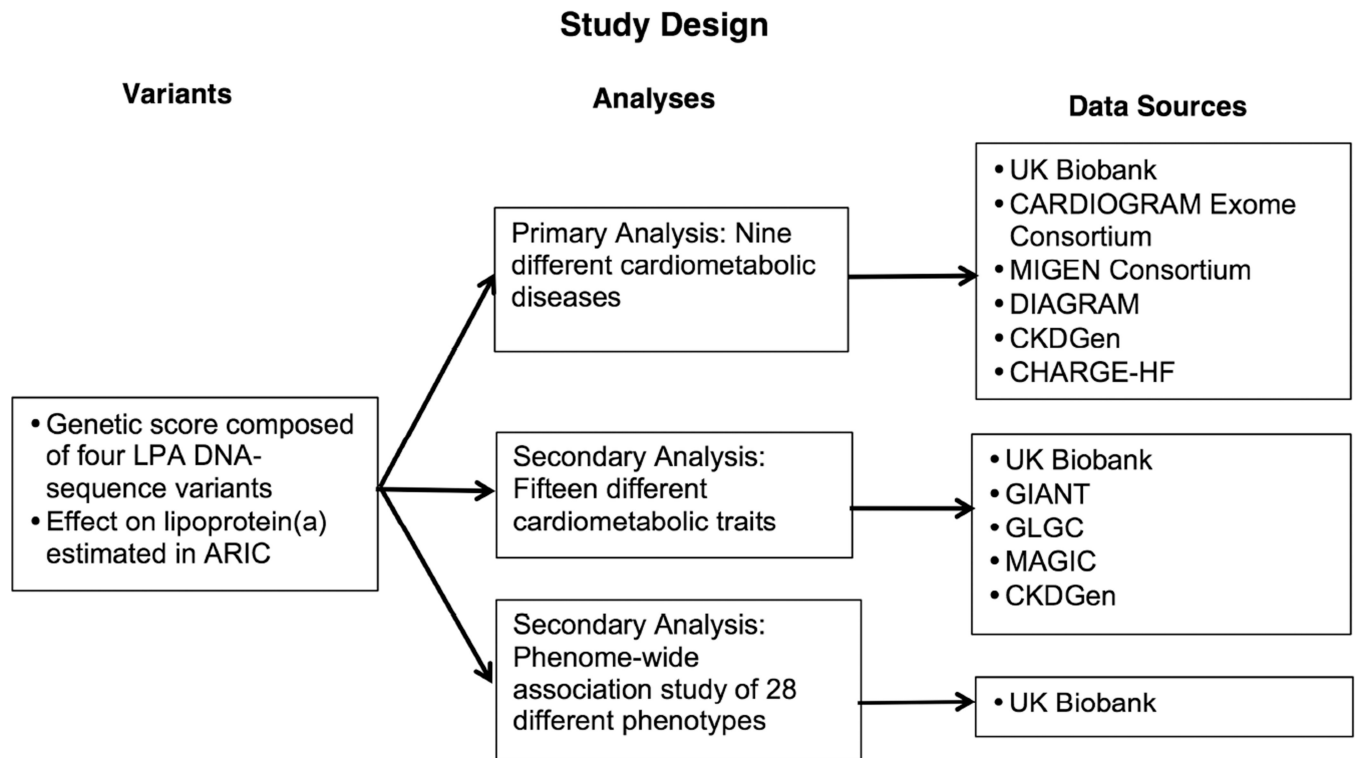 Study Design
Variants
Analyses
Data Sources
• Genetic score composed
of four LPA DNA-
sequence variants
• Effect on lipoprotein(a)
estimated in ARIC
Primary Analysis: Nine
different cardiometabolic
diseases
• UK Biobank
• CARDIOGRAM Exome
Consortium
• MIGEN Consortium
• DIAGRAM
• CKDGen
• CHARGE-HF
Secondary Analysis:
Fifteen different
cardiometabolic traits
• UK Biobank
• GIANT
• GLGC
• MAGIC
• CKDGen
Secondary Analysis:
Phenome-wide
association study of 28
different phenotypes
• UK Biobank